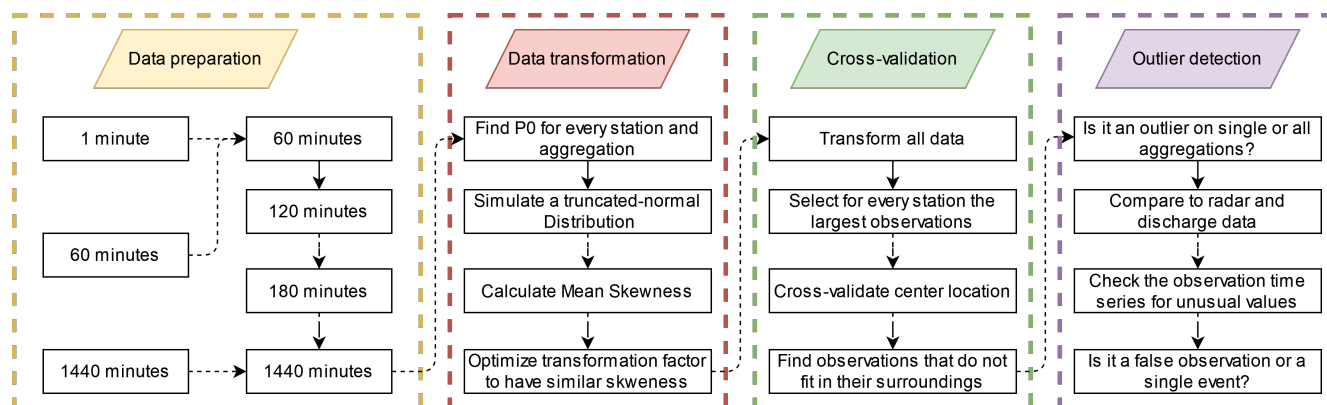 Data preparation
1 minute
60 minutes
1440 minutes
60 minutes
120 minutes
180 minutes
1440 minutes
Data transformation
Find P0 for every station and
aggregation
Simulate a truncated-normal
Distribution
Calculate Mean Skewness
Optimize transformation factor
to have similar skweness
Cross-validation
Transform all data
Select for every station the
largest observations
Cross-validate center location
Find observations that do not
fit in their surroundings
Outlier detection
Is it an outlier on single or all
aggregations?
Compare to radar and
discharge data
Check the observation time
series for unusual values
Is it a false observation or a
single event?